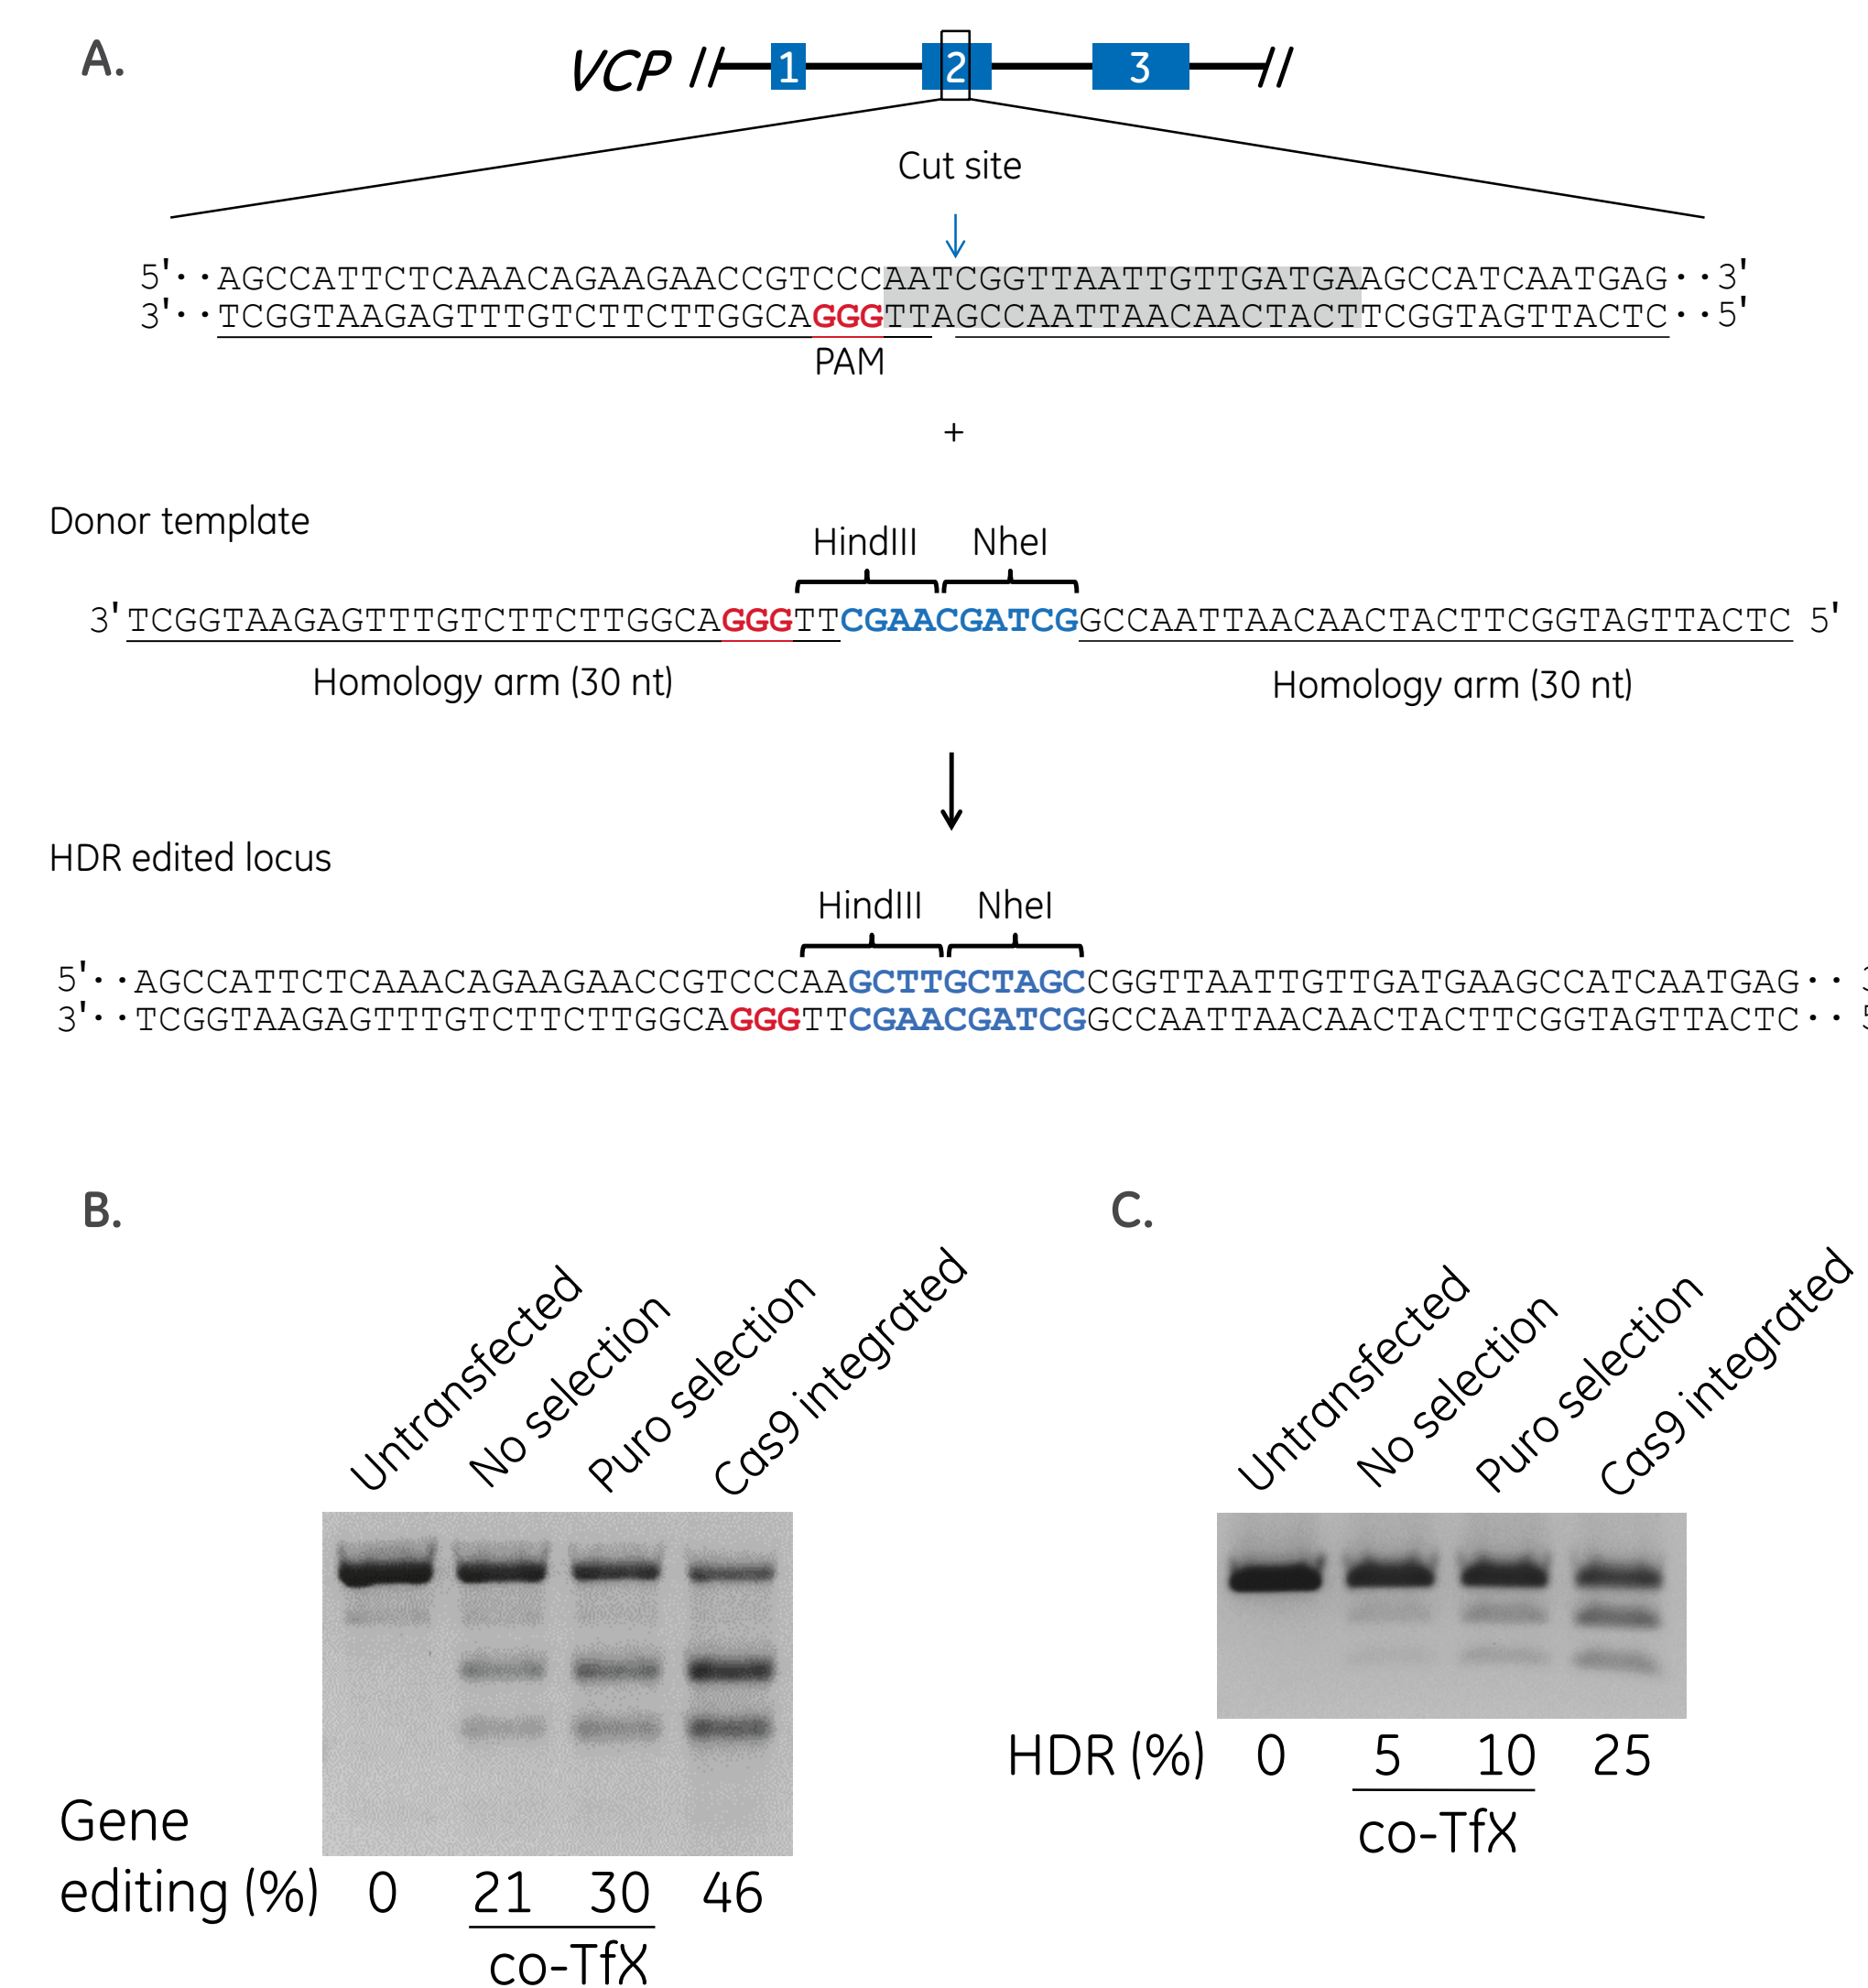 A.
VCP // 1 2 3 //
Cut site
5'··AGCCATTCTCAAACAGAAGAACCGTCCCAATCGGTTAATTGTTGATGAAGCCATCAATGAG··3'
3'··TCGGTAAGAGTTTGTCTTCTTGGCAGGGTTAGCCAATTAACAACTACTTCGGTAGTTACTC··5'
PAM
+
Donor template
HindIII NheI
3'TCGGTAAGAGTTTGTCTTCTTGGCAGGGTTCGAACGATCGGCCAATTAACAACTACTTCGGTAGTTACTC 5'
Homology arm (30 nt) Homology arm (30 nt)
HDR edited locus
HindIII NheI
5'··AGCCATTCTCAAACAGAAGAACCGTCCCAAGCTTGCTAGCCGGTTAATTGTTGATGAAGCCATCAATGAG··
3'··TCGGTAAGAGTTTGTCTTCTTGGCAGGGTTCGAACGATCGGCCAATTAACAACTACTTCGGTAGTTACTC··
B.
Untransfected
No selection
Puro selection
Cas9 integrated
Gene
editing (%) 0 21 30 46
co-TfX
C.
Untransfected
No selection
Puro selection
Cas9 integrated
HDR (%) 0 5 10 25
co-TfX